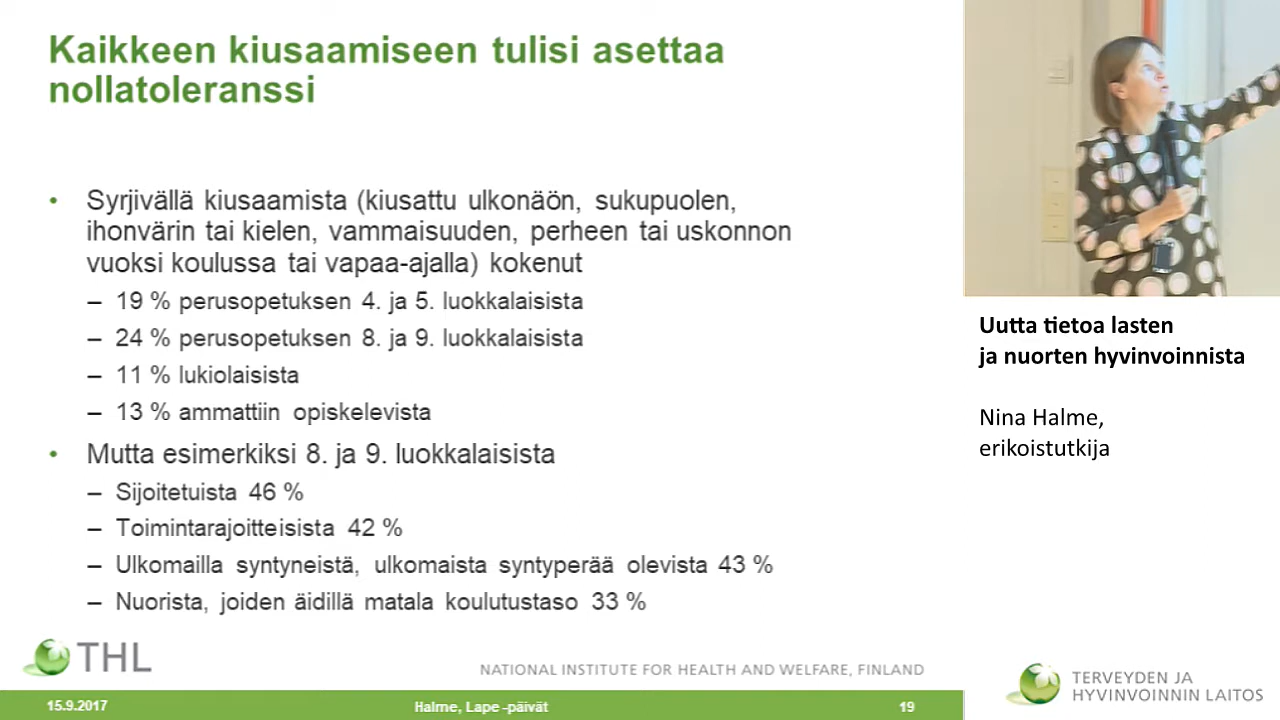 Kaikkeen kiusaamiseen tulisi asettaa
nollatoleranssi
• Syrjivällä kiusaamista (kiusattu ulkonäön, sukupuolen,
ihonvärin tai kielen, vammaisuuden, perheen tai uskonnon
vuoksi koulussa tai vapaa-ajalla) kokenut
– 19 % perusopetuksen 4. ja 5. luokkalaisista
– 24 % perusopetuksen 8. ja 9. luokkalaisista
– 11 % lukiolaisista
– 13 % ammattiin opiskelevista
• Mutta esimerkiksi 8. ja 9. luokkalaisista
– Sijoitetuista 46 %
– Toimintarajoitteisista 42 %
– Ulkomailla syntyneistä, ulkomaista syntyperää olevista 43 %
– Nuorista, joiden äidillä matala koulutustaso 33 %
THL
NATIONAL INSTITUTE FOR HEALTH AND WELFARE, FINLAND
15.9.2017
Halme, Lape -päivät
19
Uutta tietoa lasten
ja nuorten hyvinvoinnista
Nina Halme,
erikoistutkija
TERVEYDEN JA
HYVINVOINNIN LAITOS